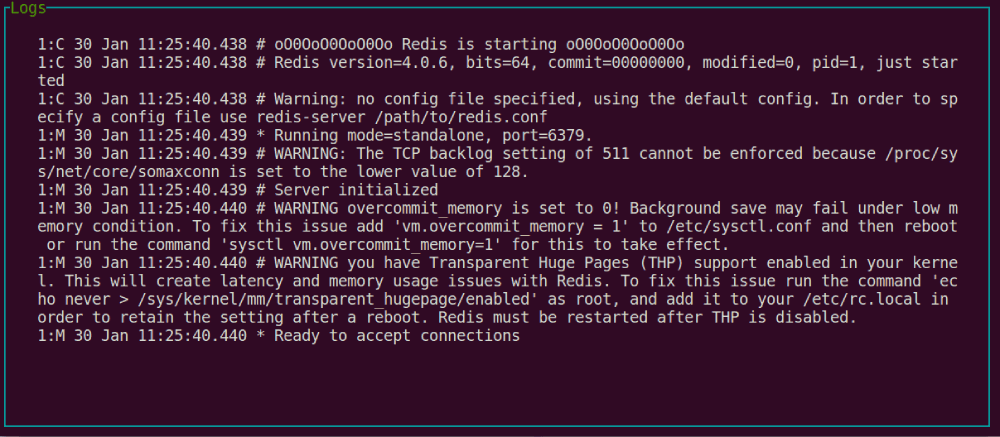 Logs
1:C 30 Jan 11:25:40.438 # oO0OoO0OoO0Oo Redis is starting oO0OoO0OoO0Oo
1:C 30 Jan 11:25:40.438 # Redis version=4.0.6, bits=64, commit=00000000, modified=0, pid=1, just star
ted
1:C 30 Jan 11:25:40.438 # Warning: no config file specified, using the default config. In order to sp
ecify a config file use redis-server /path/to/redis.conf
1:M 30 Jan 11:25:40.439 * Running mode=standalone, port=6379.
1:M 30 Jan 11:25:40.439 # WARNING: The TCP backlog setting of 511 cannot be enforced because /proc/sy
s/net/core/somaxconn is set to the lower value of 128.
1:M 30 Jan 11:25:40.439 # Server initialized
1:M 30 Jan 11:25:40.440 # WARNING overcommit_memory is set to 0! Background save may fail under low m
emory condition. To fix this issue add 'vm.overcommit_memory = 1' to /etc/sysctl.conf and then reboot
or run the command 'sysctl vm.overcommit_memory=1' for this to take effect.
1:M 30 Jan 11:25:40.440 # WARNING you have Transparent Huge Pages (THP) support enabled in your kerne
l. This will create latency and memory usage issues with Redis. To fix this issue run the command 'ec
ho never > /sys/kernel/mm/transparent_hugepage/enabled' as root, and add it to your /etc/rc.local in
order to retain the setting after a reboot. Redis must be restarted after THP is disabled.
1:M 30 Jan 11:25:40.440 * Ready to accept connections